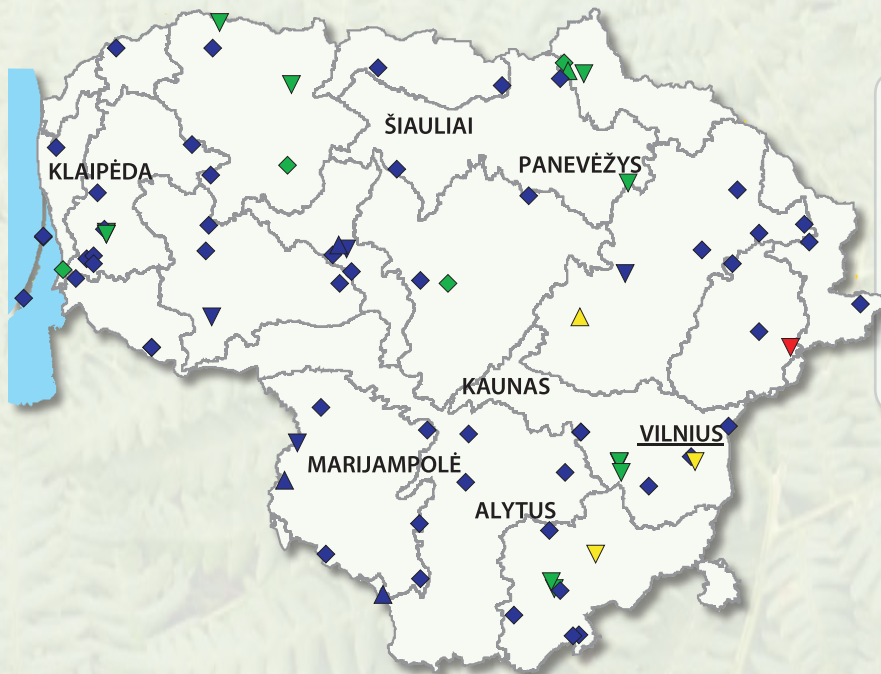 ŠIAULIAI
KLAIPĖDA
PANEVĖŽYS
KAUNAS
VILNIUS
MARIJAMPOLĖ
ALYTUS